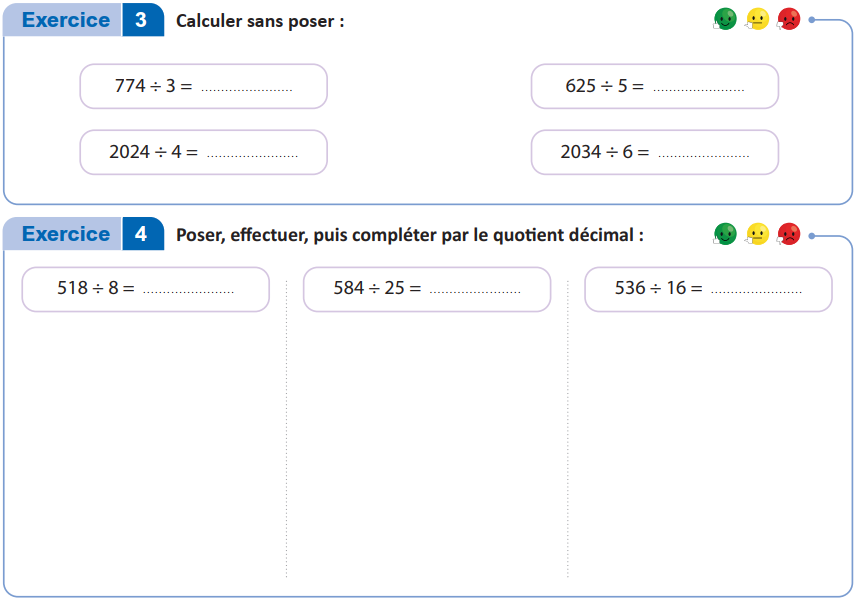 Exercice 3 Calculer sans poser :
774 ÷ 3 = ....................... 625 ÷ 5 = .......................
2024 ÷ 4 = ....................... 2034 ÷ 6 = .......................
Exercice 4 Poser, effectuer, puis compléter par le quotient décimal :
518 ÷ 8 = ....................... 584 ÷ 25 = ....................... 536 ÷ 16 = .......................